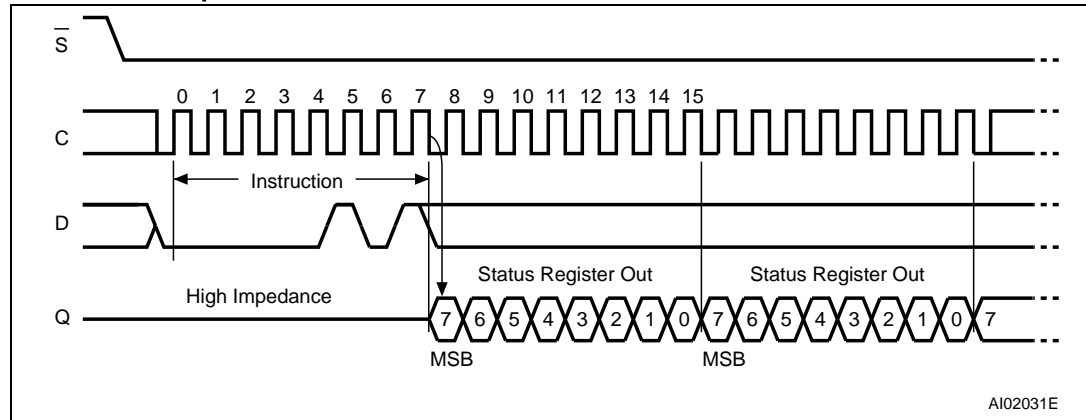 S
0 1 2 3 4 5 6 7 8 9 10 11 12 13 14 15
C
Instruction
D
Status Register Out Status Register Out
High Impedance
Q 7 6 5 4 3 2 1 0 7 6 5 4 3 2 1 0 7
MSB MSB
AI02031E